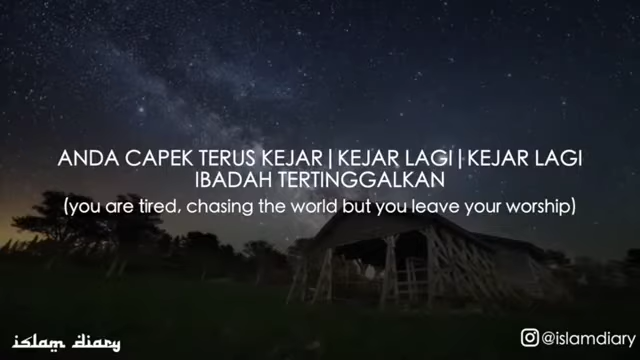 ANDA CAPEK TERUS KEJAR|KEJAR LAGI|KEJAR LAGI
IBADAH TERTINGGALKAN
(you are tired, chasing the world but you leave your worship)
islam diary
@islamdiary